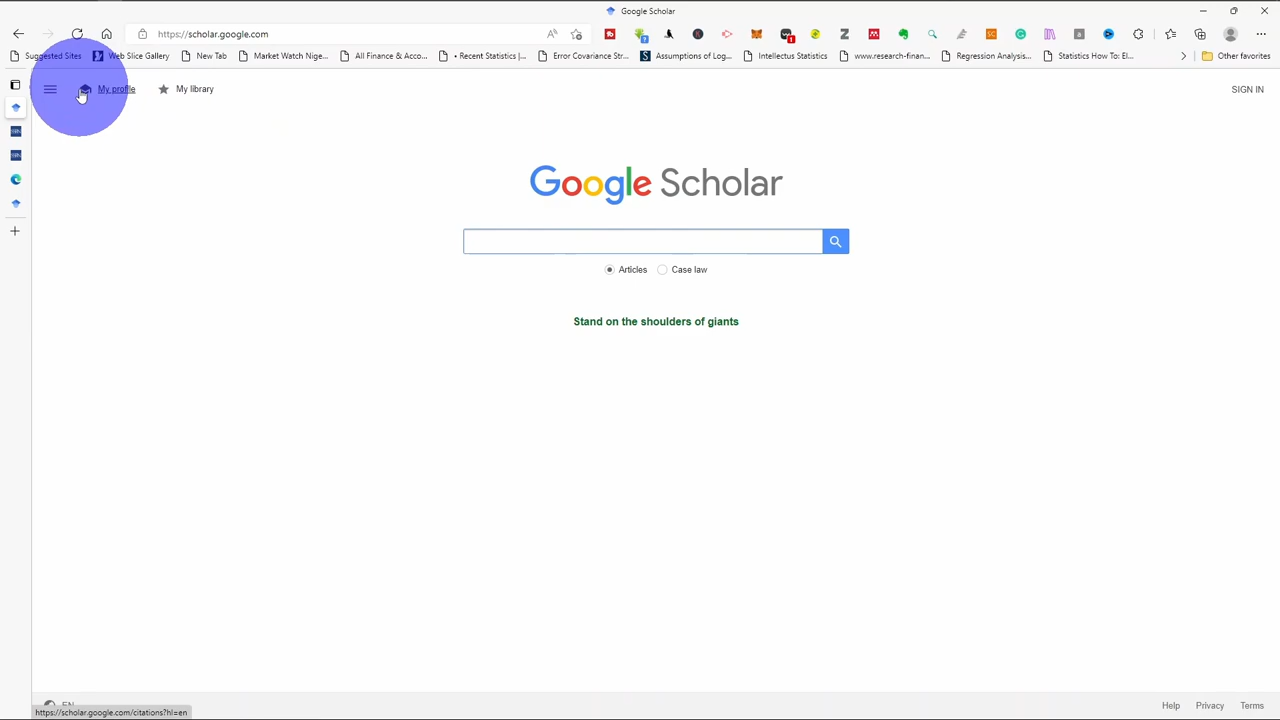 Google Scholar
https://scholar.google.com
Suggested Sites
Web Slice Gallery
New Tab
Market Watch Nige...
All Finance & Acco...
• Recent Statistics |...
Error Covariance Str...
Assumptions of Log...
Intellectus Statistics
www.research-finan...
Regression Analysis...
Statistics How To: El...
Other favorites
My profile
My library
SIGN IN
Google Scholar
Articles
Case law
Stand on the shoulders of giants
EN
Help
Privacy
Terms
https://scholar.google.com/citations?hl=en